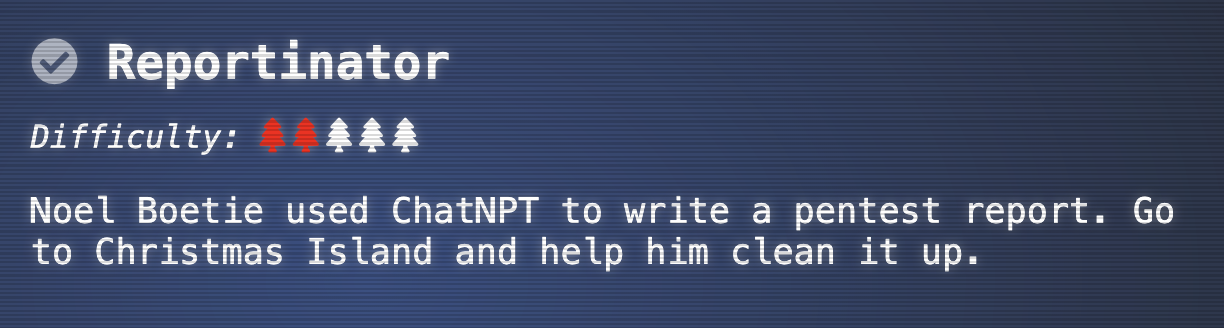 Reportinator
Difficulty:
Noel Boetie used ChatNPT to write a pentest report. Go
to Christmas Island and help him clean it up.